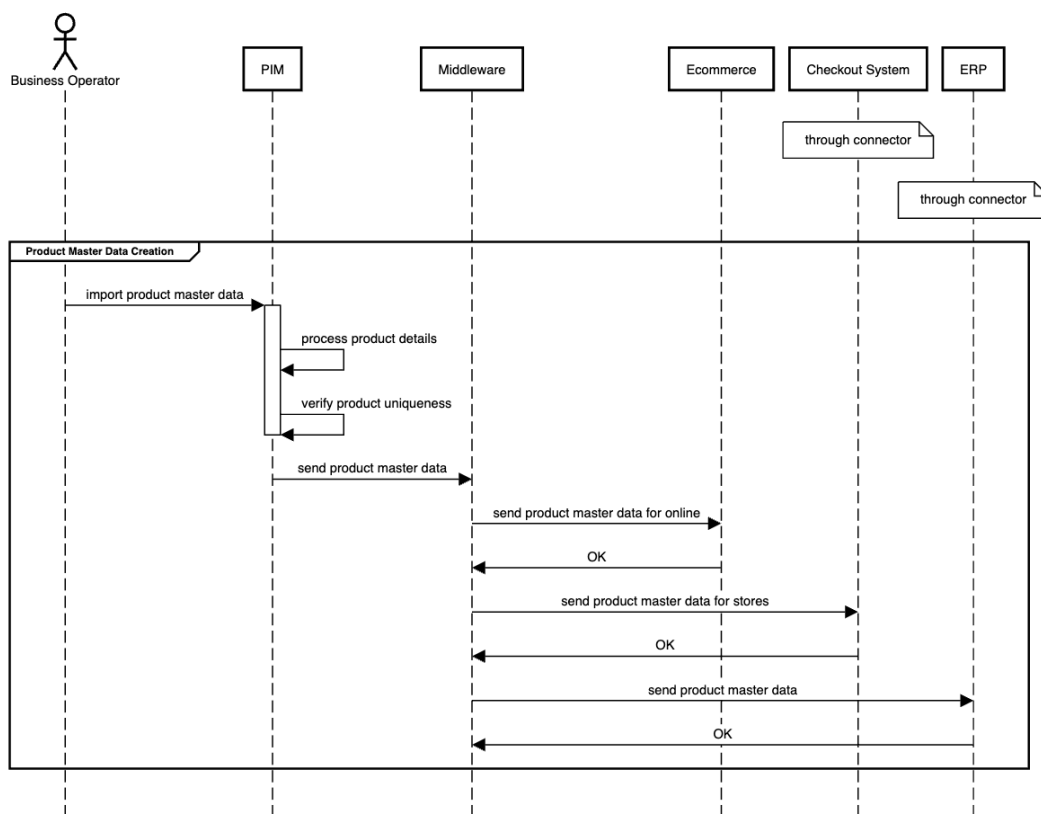 Business Operator
PIM
Middleware
Ecommerce
Checkout System
ERP
through connector
through connector
Product Master Data Creation
import product master data
process product details
verify product uniqueness
send product master data
send product master data for online
OK
send product master data for stores
OK
send product master data
OK